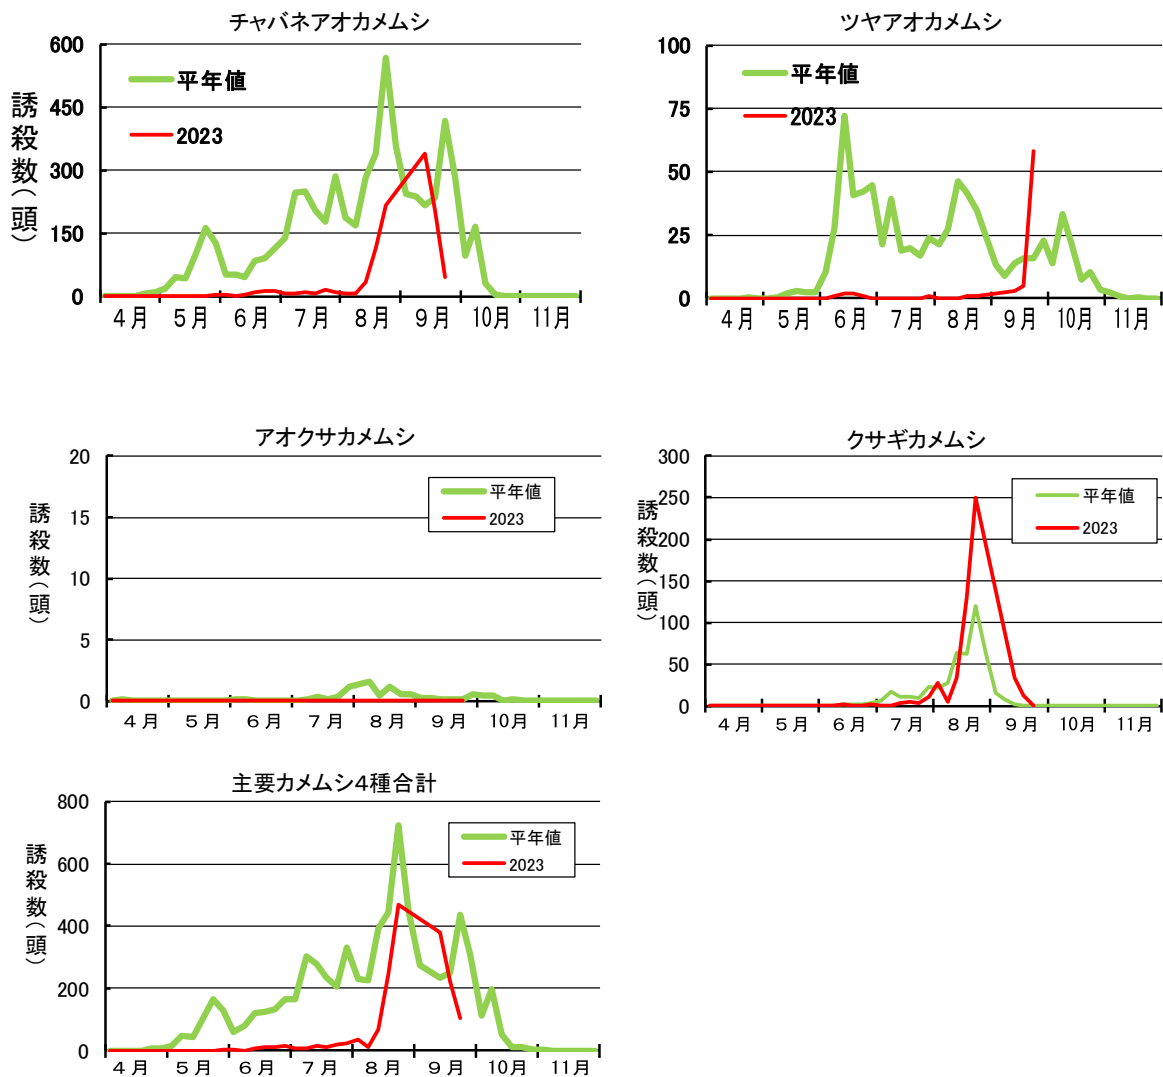 チャバネアオカメムシ
600
450
300
150
0
誘殺数(頭)
平年値
2023
4月 5月 6月 7月 8月 9月 10月 11月
ツヤアオカメムシ
100
75
50
25
0
平年値
2023
4月 5月 6月 7月 8月 9月 10月 11月
アオクサカメムシ
20
15
10
5
0
誘殺数(頭)
平年値
2023
4月 5月 6月 7月 8月 9月 10月 11月
クサギカメムシ
300
250
200
150
100
50
0
誘殺数(頭)
平年値
2023
4月 5月 6月 7月 8月 9月 10月 11月
主要カメムシ4種合計
800
600
400
200
0
誘殺数(頭)
平年値
2023
4月 5月 6月 7月 8月 9月 10月 11月